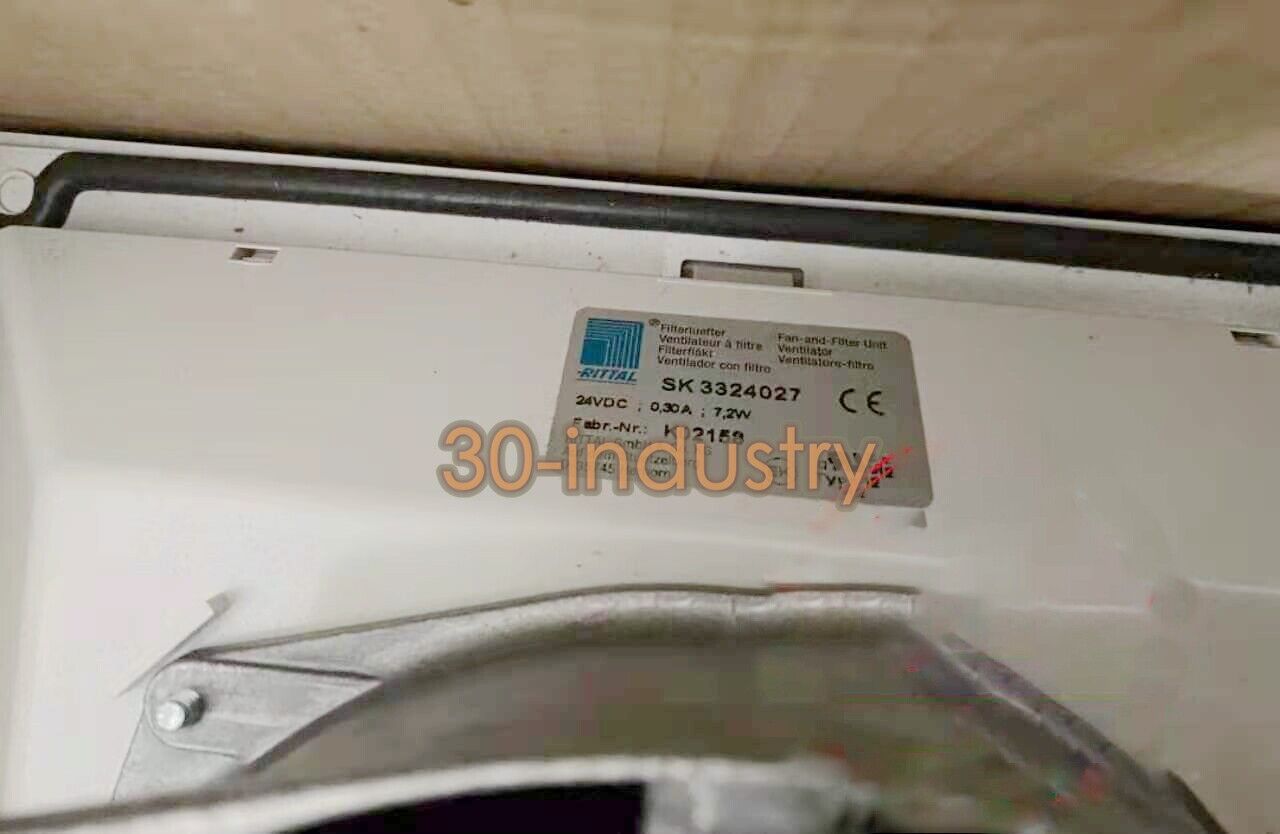 ® Filterluefter Fan-and-Filter Unit
Ventilateur à filtre Ventilator
Filterfläkt Ventilatore-filtro
Ventilador con filtro
RITTAL
SK 3324027
CE
24VDC ; 0,30A ; 7,2W
Fabr.-Nr.:
30-industry